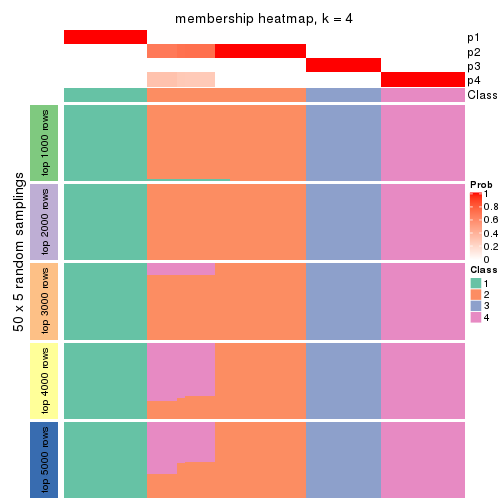 membership heatmap, k = 4
p1
p2
p3
p4
Class
50 x 5 random samplings
top 1000 rows
top 2000 rows
top 3000 rows
top 4000 rows
top 5000 rows
Prob
1
0.8
0.6
0.4
0.2
0
Class
1
2
3
4